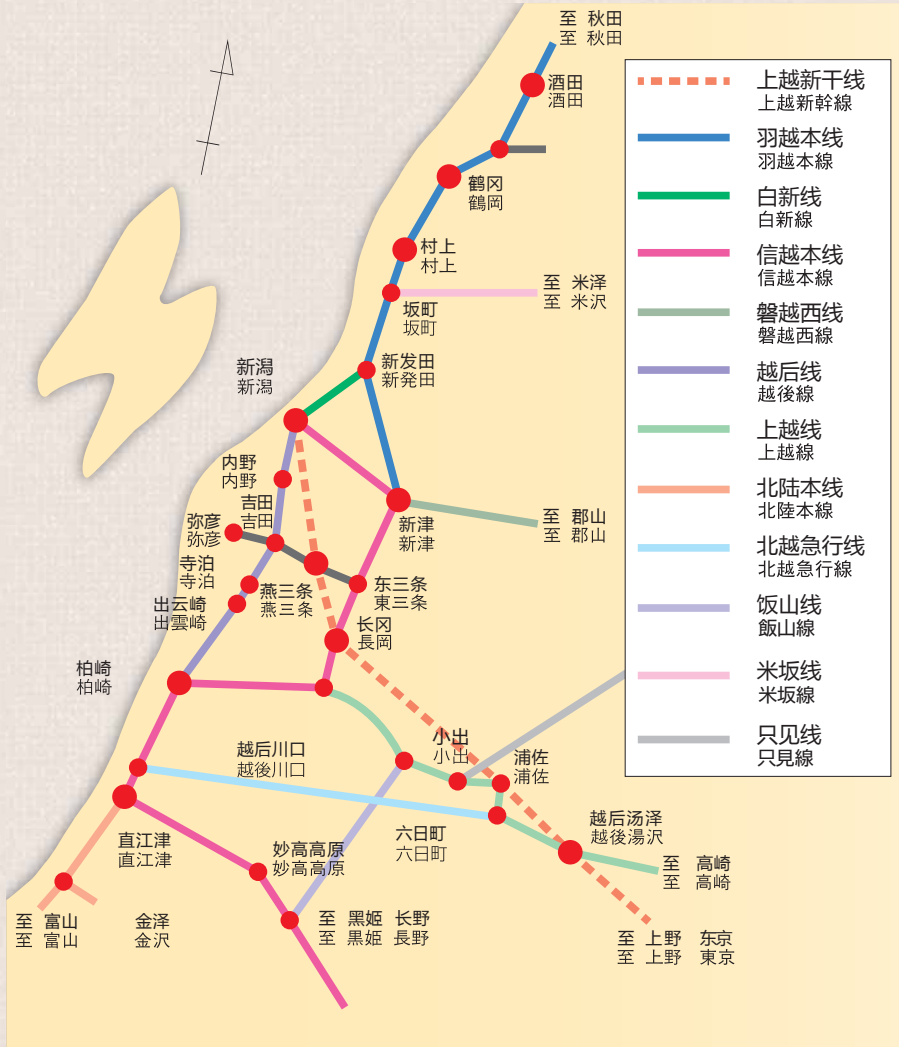 至 秋田
至 秋田
酒田
酒田
鹤冈
鶴岡
村上
村上
至 米泽
至 米沢
坂町
坂町
新发田
新発田
新潟
新潟
内野
内野
吉田
吉田
弥彦
弥彦
新津
新津
至 郡山
至 郡山
寺泊
寺泊
燕三条
燕三条
东三条
東三条
出云崎
出雲崎
长冈
長岡
柏崎
柏崎
小出
小出
越后川口
越後川口
浦佐
浦佐
越后汤泽
越後湯沢
六日町
六日町
直江津
直江津
妙高高原
妙高高原
至 高崎
至 高崎
至 富山 金泽
至 富山 金沢
至 黑姬 长野
至 黒姫 長野
至 上野 东京
至 上野 東京
上越新干线
上越新幹線
羽越本线
羽越本線
白新线
白新線
信越本线
信越本線
磐越西线
磐越西線
越后线
越後線
上越线
上越線
北陆本线
北陸本線
北越急行线
北越急行線
饭山线
飯山線
米坂线
米坂線
只见线
只見線